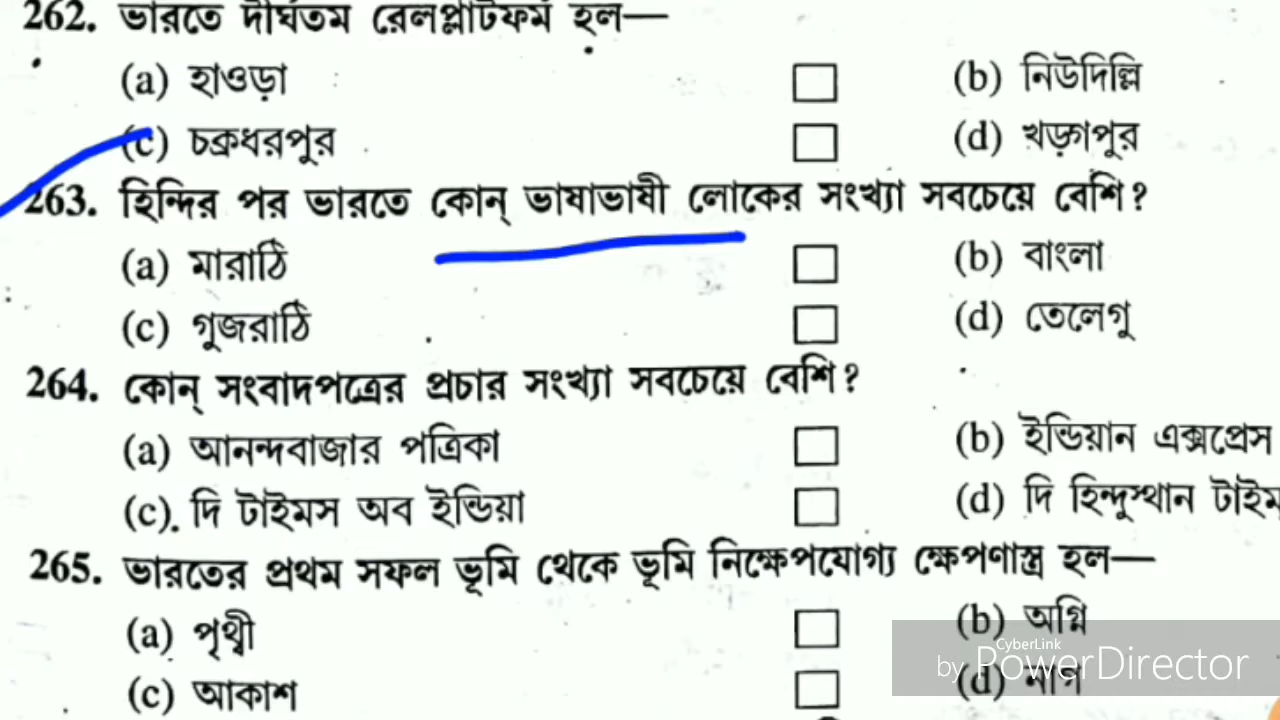 262. ভারতে দীর্ঘতম রেলপ্লাটফর্ম হল—
(a) হাওড়া (b) নিউদিল্লি
(c) চক্রধরপুর (d) খড়্গপুর
263. হিন্দির পর ভারতে কোন্ ভাষাভাষী লোকের সংখ্যা সবচেয়ে বেশি?
(a) মারাঠি (b) বাংলা
(c) গুজরাঠি (d) তেলেগু
264. কোন্ সংবাদপত্রের প্রচার সংখ্যা সবচেয়ে বেশি?
(a) আনন্দবাজার পত্রিকা (b) ইন্ডিয়ান এক্সপ্রেস
(c). দি টাইমস অব ইন্ডিয়া (d) দি হিন্দুস্থান টাইম
265. ভারতের প্রথম সফল ভূমি থেকে ভূমি নিক্ষেপযোগ্য ক্ষেপণাস্ত্র হল—
(a) পৃথ্বী (b) অগ্নি
(c) আকাশ (d) নাগ
CyberLink
by PowerDirector